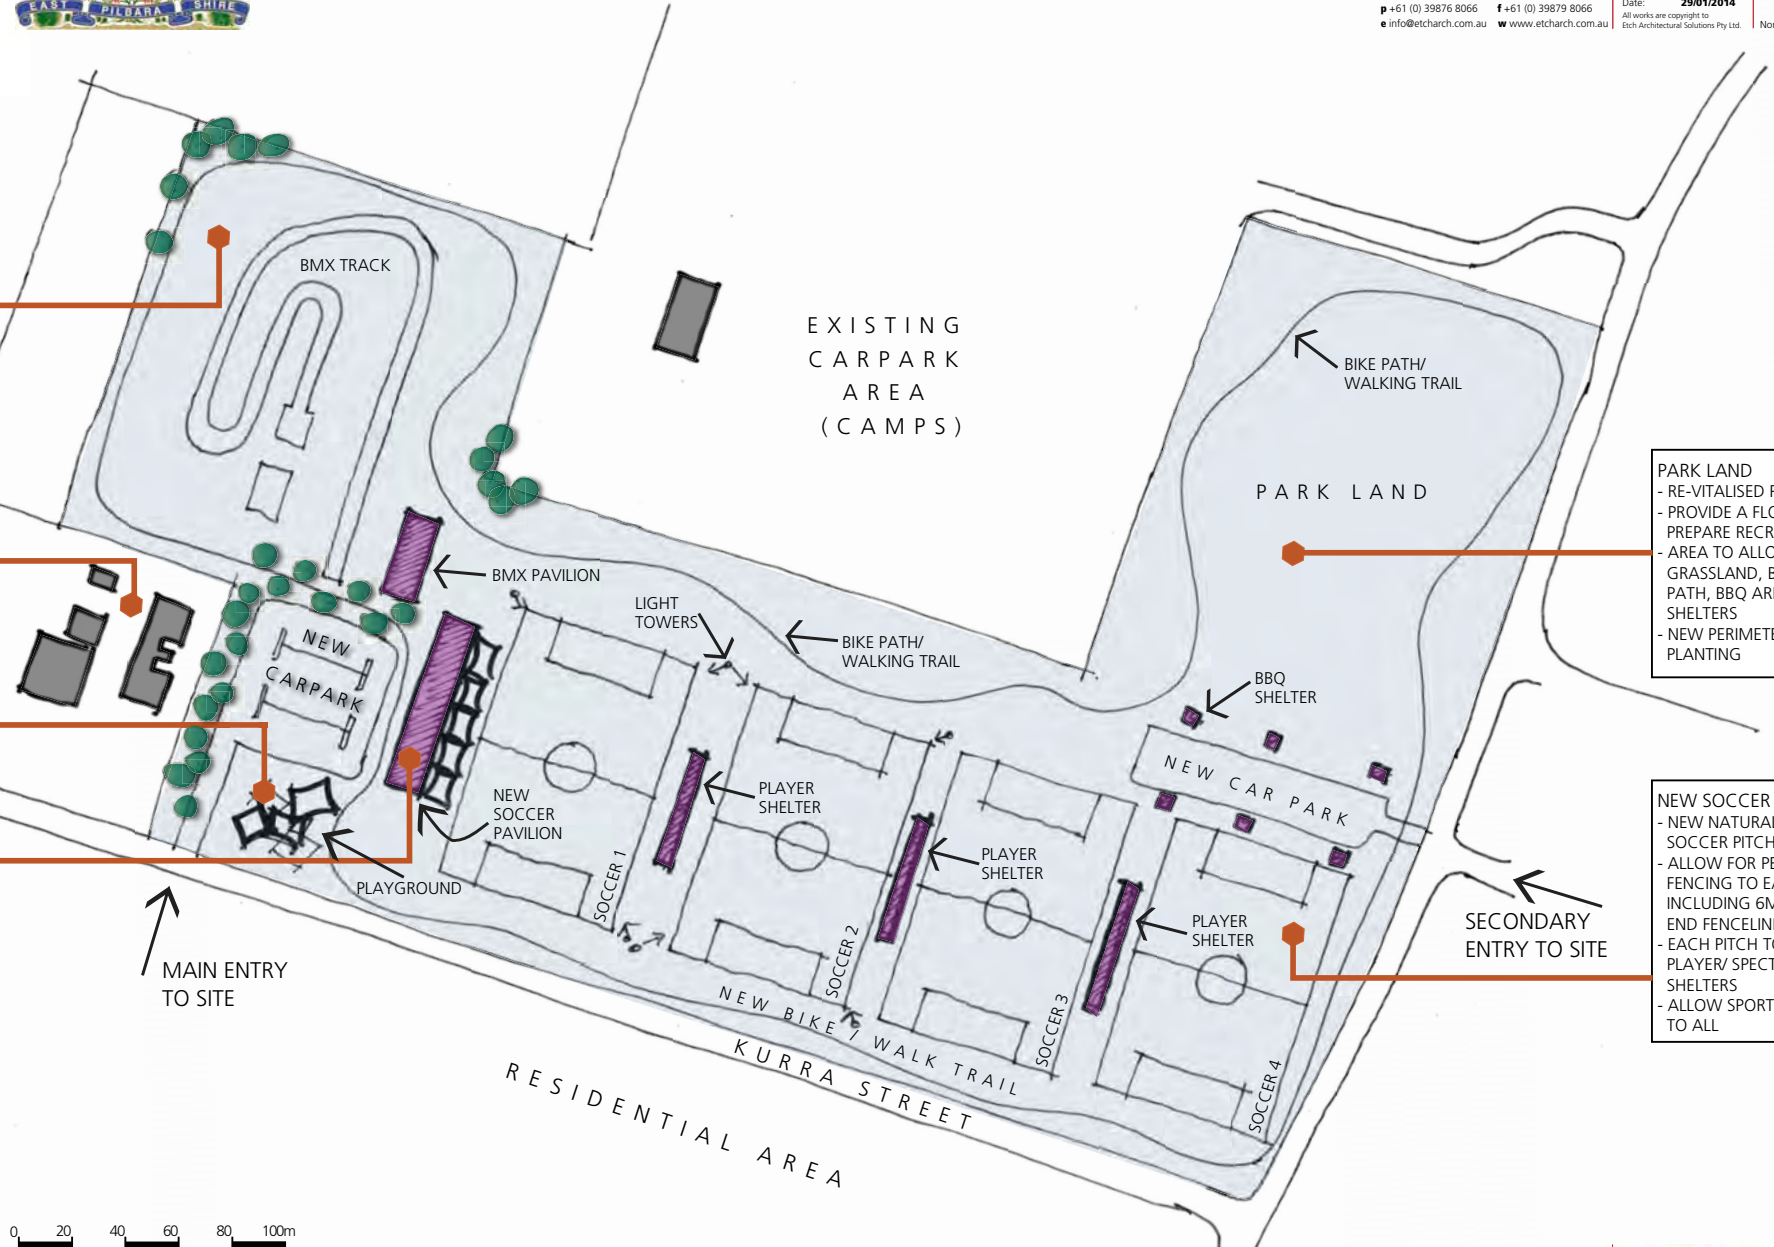 EAST PILBARA SHIRE
p +61 (0) 39876 8066 f +61 (0) 39879 8066
e info@etcharch.com.au w www.etcharch.com.au
Date: 29/01/2014
All works are copyright to
Etch Architectural Solutions Pty Ltd.
BMX TRACK
EXISTING
CARPARK
AREA
(CAMPS)
BIKE PATH/
WALKING TRAIL
PARK LAND
PARK LAND
- RE-VITALISED
- PROVIDE A
PREPARE
- AREA TO
GRASSLAND,
PATH, BBQ
SHELTERS
- NEW
PLANTING
BMX PAVILION
LIGHT
TOWERS
BIKE PATH/
WALKING TRAIL
NEW
CARPARK
BBQ
SHELTER
NEW CAR PARK
PLAYER
SHELTER
NEW
SOCCER
PAVILION
PLAYER
SHELTER
PLAYGROUND
PLAYER
SHELTER
NEW SOCCER
- NEW
SOCCER
- ALLOW FOR
FENCING TO
INCLUDING
END
- EACH PITCH
PLAYER/
SHELTERS
- ALLOW
TO ALL
SOCCER 1
SOCCER 2
SOCCER 3
SOCCER 4
SECONDARY
ENTRY TO SITE
MAIN ENTRY
TO SITE
NEW BIKE / WALK TRAIL
KURRA STREET
RESIDENTIAL AREA
0 20 40 60 80 100m